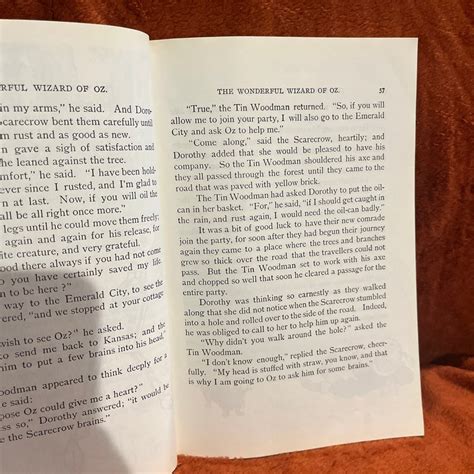 ERFUL WIZARD OF OZ.
in my arms," he said. And Doro-
Scarecrow bent them carefully until
m rust and as good as new.
n gave a sigh of satisfaction and
he leaned against the tree.
mfort," he said. "I have been hold-
ever since I rusted, and I'm glad to
n at last. Now, if you will oil the
be all right once more."
legs until he could move them freely;
again and again for his release, for
ture, and very grateful.
always if you had not come
you have certainly saved my life.
en to be here?"
way to the Emerald City, to see the
ered, "and we stopped at your cottage
wish to see Oz?" he asked.
to send me back to Kansas; and the
im to put a few brains into his head,"
Woodman appeared to think deeply for a
d:
pose Oz could give me a heart?"
ess so," Dorothy answered; "it would be
the Scarecrow brains."
THE WONDERFUL WIZARD OF OZ. 57
"True," the Tin Woodman returned. "So, if you will
allow me to join your party, I will also go to the Emerald
City and ask Oz to help me."
"Come along," said the Scarecrow, heartily; and
Dorothy added that she would be pleased to have his
company. So the Tin Woodman shouldered his axe and
they all passed through the forest until they came to the
road that was paved with yellow brick.
The Tin Woodman had asked Dorothy to put the oil-
can in her basket. "For," he said, "if I should get caught in
the rain, and rust again, I would need the oil-can badly."
It was a bit of good luck to have their new comrade
join the party, for soon after they had begun their journey
again they came to a place where the trees and branches
grew so thick over the road that the travellers could not
pass. But the Tin Woodman set to work with his axe
and chopped so well that soon he cleared a passage for the
entire party.
Dorothy was thinking so earnestly as they walked
along that she did not notice when the Scarecrow stumbled
into a hole and rolled over to the side of the road. Indeed,
he was obliged to call to her to help him up again.
"Why didn't you walk around the hole?" asked the
Tin Woodman.
"I don't know enough," replied the Scarecrow, cheer-
fully. "My head is stuffed with straw, you know, and that
is why I am going to Oz to ask him for some brains."